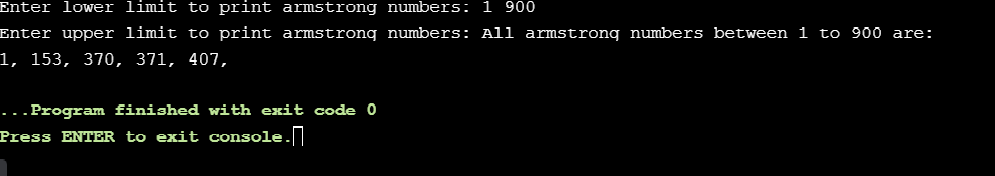 Enter lower limit to print armstrong numbers: 1 900
Enter upper limit to print armstrong numbers: All armstrong numbers between 1 to 900 are:
1, 153, 370, 371, 407,
...Program finished with exit code 0
Press ENTER to exit console.